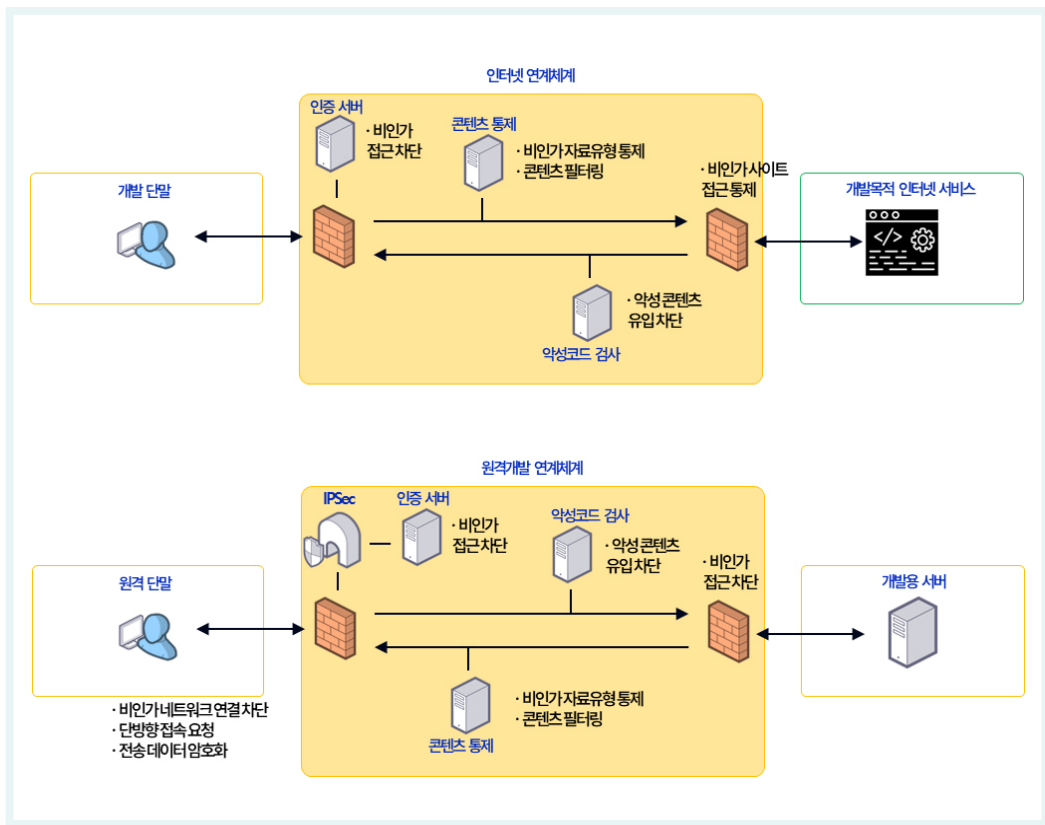 인터넷 연계체계
인증 서버
· 비인가
접근 차단
콘텐츠 통제
· 비인가 자료유형 통제
· 콘텐츠 필터링
· 비인가 사이트
접근 통제
개발 단말
개발목적 인터넷 서비스
</>
· 악성 콘텐츠
유입 차단
악성코드 검사
원격개발 연계체계
IPSec
인증 서버
· 비인가
접근 차단
악성코드 검사
· 악성 콘텐츠
유입 차단
· 비인가
접근 차단
원격 단말
개발용 서버
· 비인가 네트워크 연결 차단
· 단방향 접속 요청
· 전송 데이터 암호화
· 비인가 자료유형 통제
· 콘텐츠 필터링
콘텐츠 통제